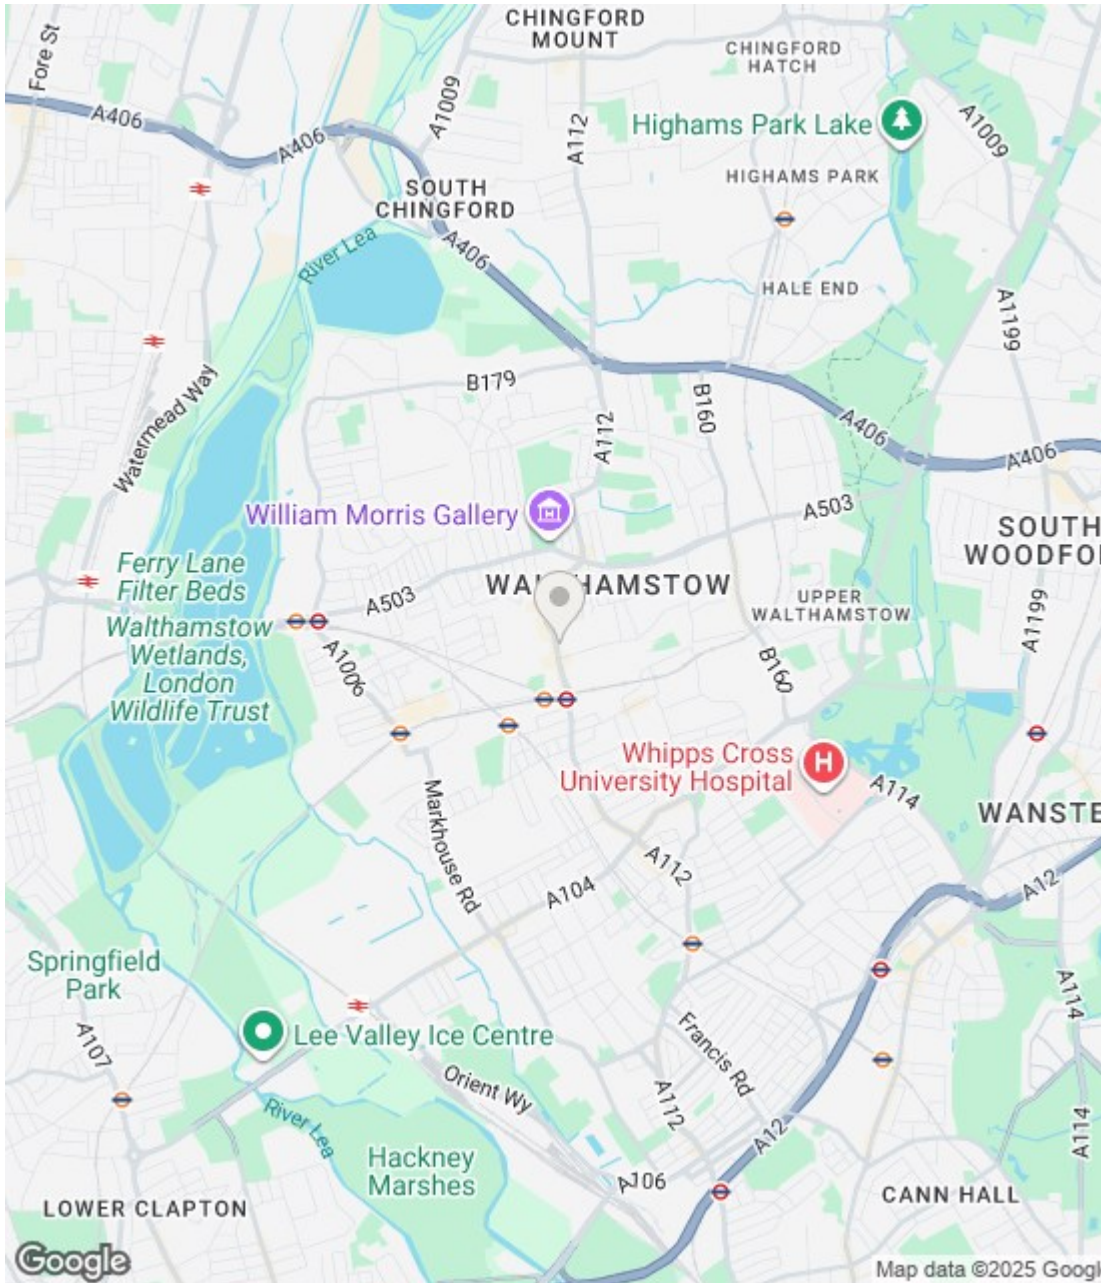 CHINGFORD
MOUNT
CHINGFORD
HATCH
Fore St
A1009
A112
A406
A406
Highams Park Lake
A1009
SOUTH
CHINGFORD
HIGHAMS PARK
River Lea
A406
HALE END
A1199
Watermead Way
B179
B160
A112
A406
A406
William Morris Gallery
A503
SOUTH
Ferry Lane
Filter Beds
WALTHAMSTOW
A503
UPPER
WALTHAMSTOW
A1199
Walthamstow
Wetlands,
London
Wildlife Trust
A1006
B160
Whipps Cross
University Hospital
H
A114
Markhouse Rd
A112
A104
A12
Springfield
Park
A107
Lee Valley Ice Centre
Orient Wy
Francis Rd
A112
A114
A114
River Lea
Hackney
Marshes
A106
A12
LOWER CLAPTON
CANN HALL
Google
Map data ©2025 Googl